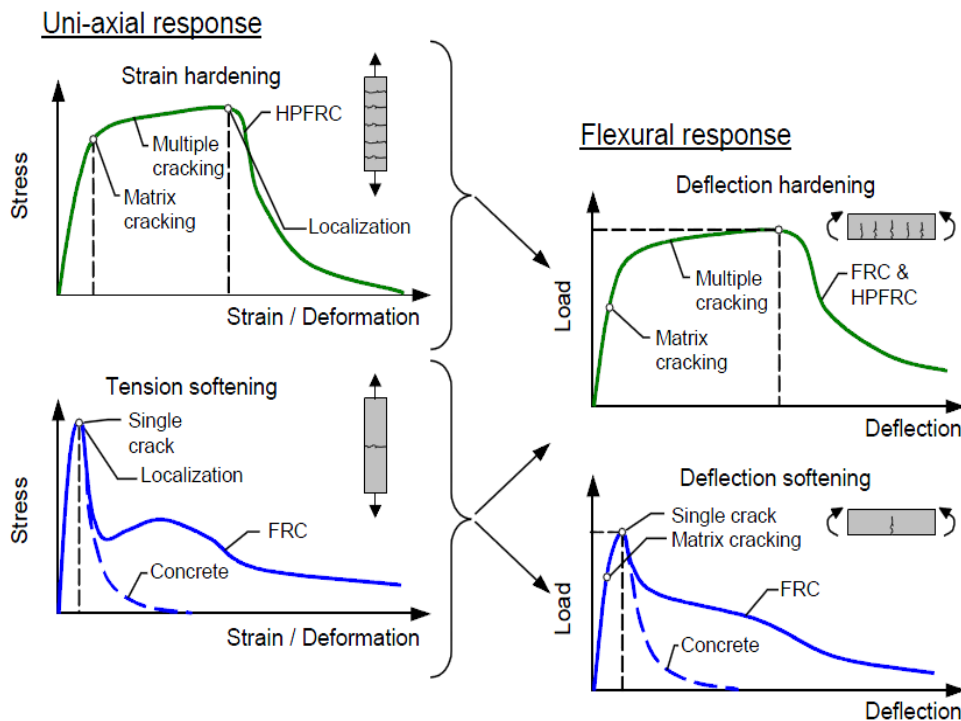 Uni-axial response
Strain hardening
HPFRC
Multiple
cracking
Matrix
cracking
Localization
Stress
Strain / Deformation
Tension softening
Single
crack
Localization
FRC
Concrete
Stress
Strain / Deformation
Flexural response
Deflection hardening
Multiple
cracking
FRC &
HPFRC
Matrix
cracking
Load
Deflection
Deflection softening
Single crack
Matrix cracking
FRC
Concrete
Load
Deflection